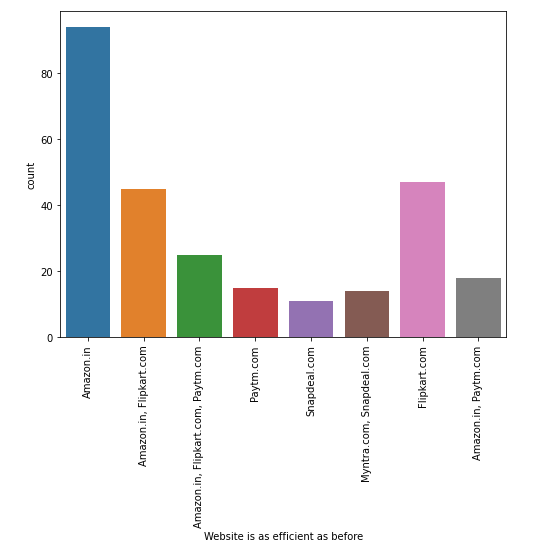 80
60
40
20
0
count
Amazon.in
Amazon.in, Flipkart.com
Amazon.in, Flipkart.com, Paytm.com
Paytm.com
Snapdeal.com
Myntra.com, Snapdeal.com
Flipkart.com
Amazon.in, Paytm.com
Website is as efficient as before